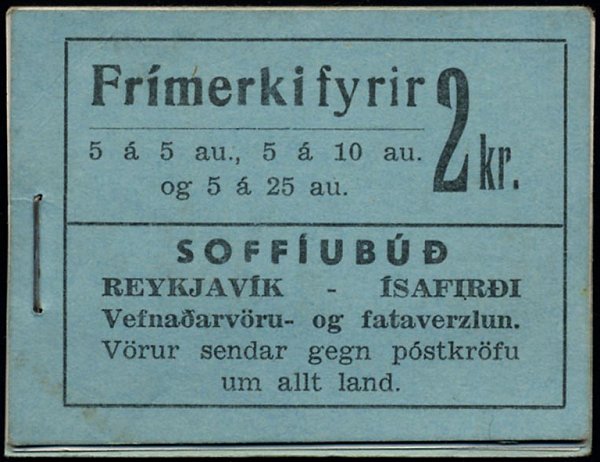 Frímerki fyrir 2 kr.
5 á 5 au., 5 á 10 au.
og 5 á 25 au.
SOFFÍUBÚÐ
REYKJAVÍK - ÍSAFIRÐI
Vefnaðarvöru- og fataverzlun.
Vörur sendar gegn póstkröfu
um allt land.